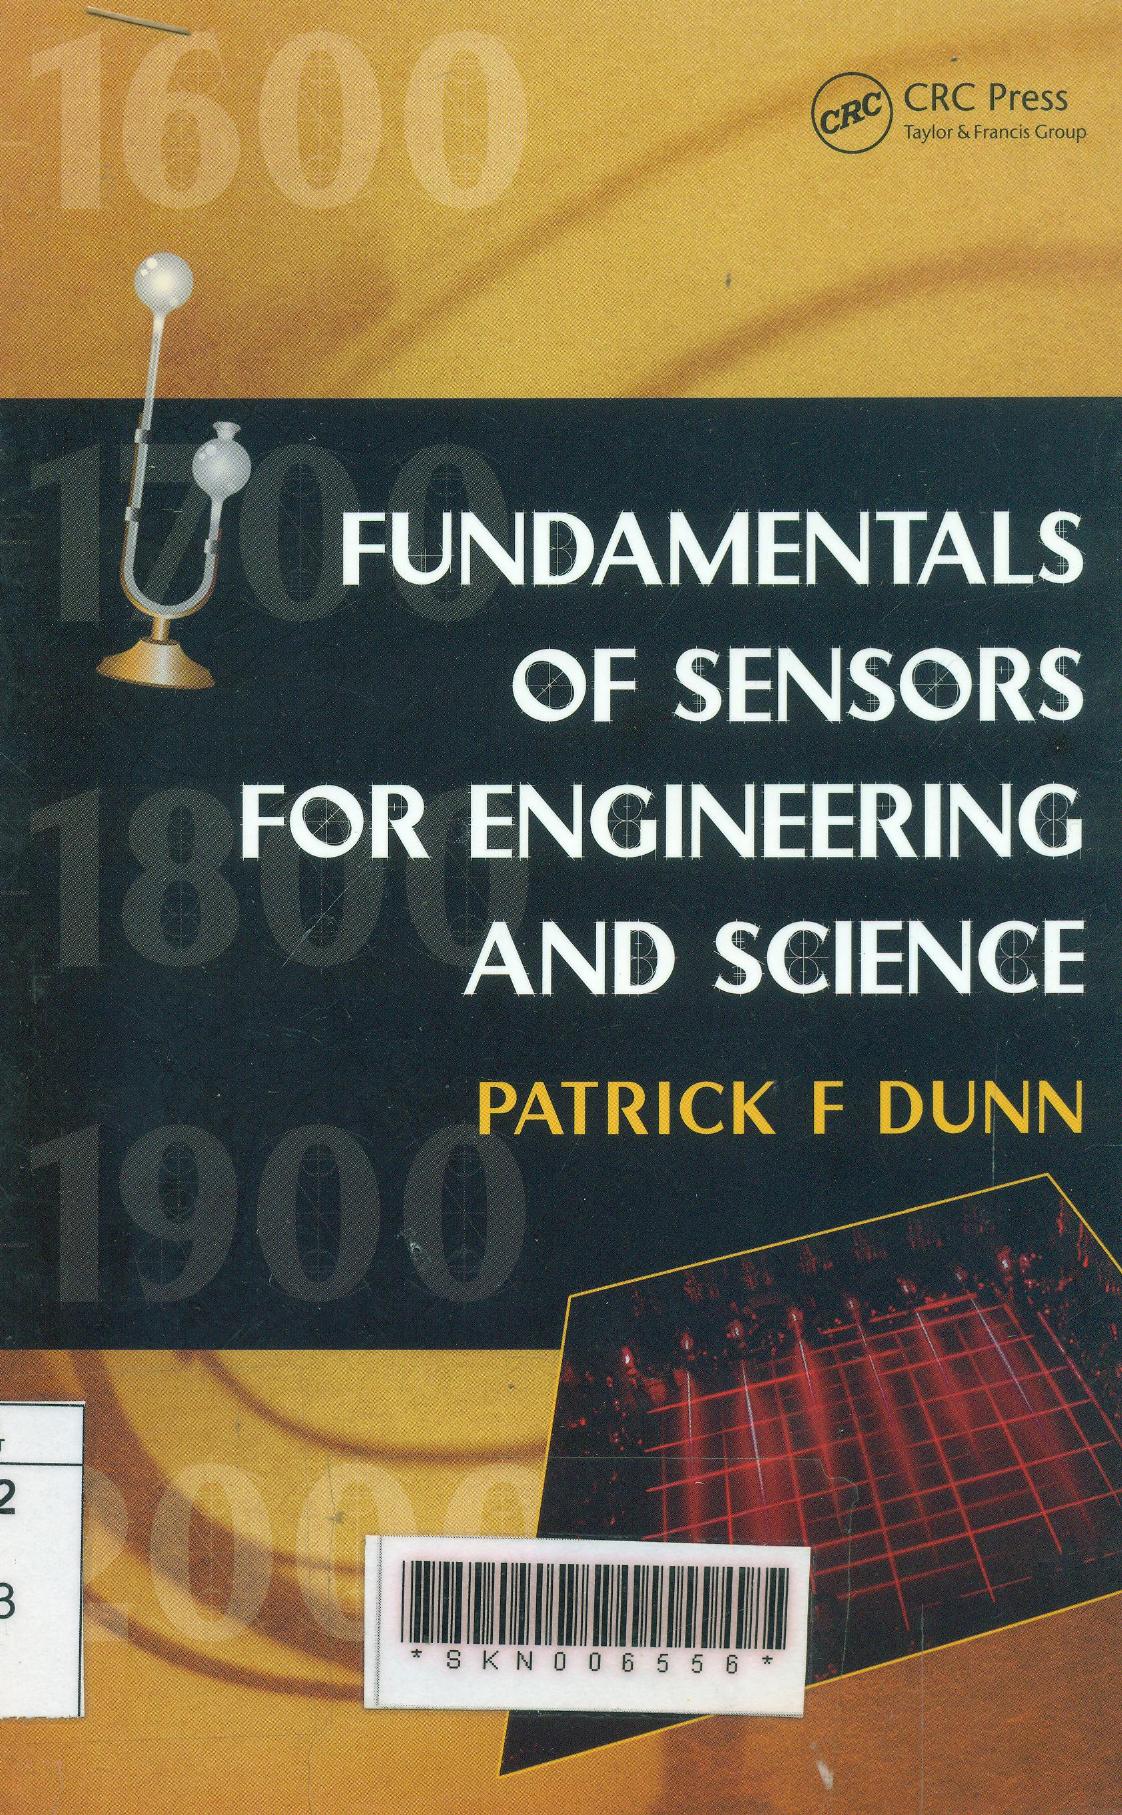 1600
CRC CRC Press
Taylor & Francis Group
1700
FUNDAMENTALS
OF SENSORS
1800
FOR ENGINEERING
AND SCIENCE
PATRICK F DUNN
1900
2
2000
3
*SKN006556*